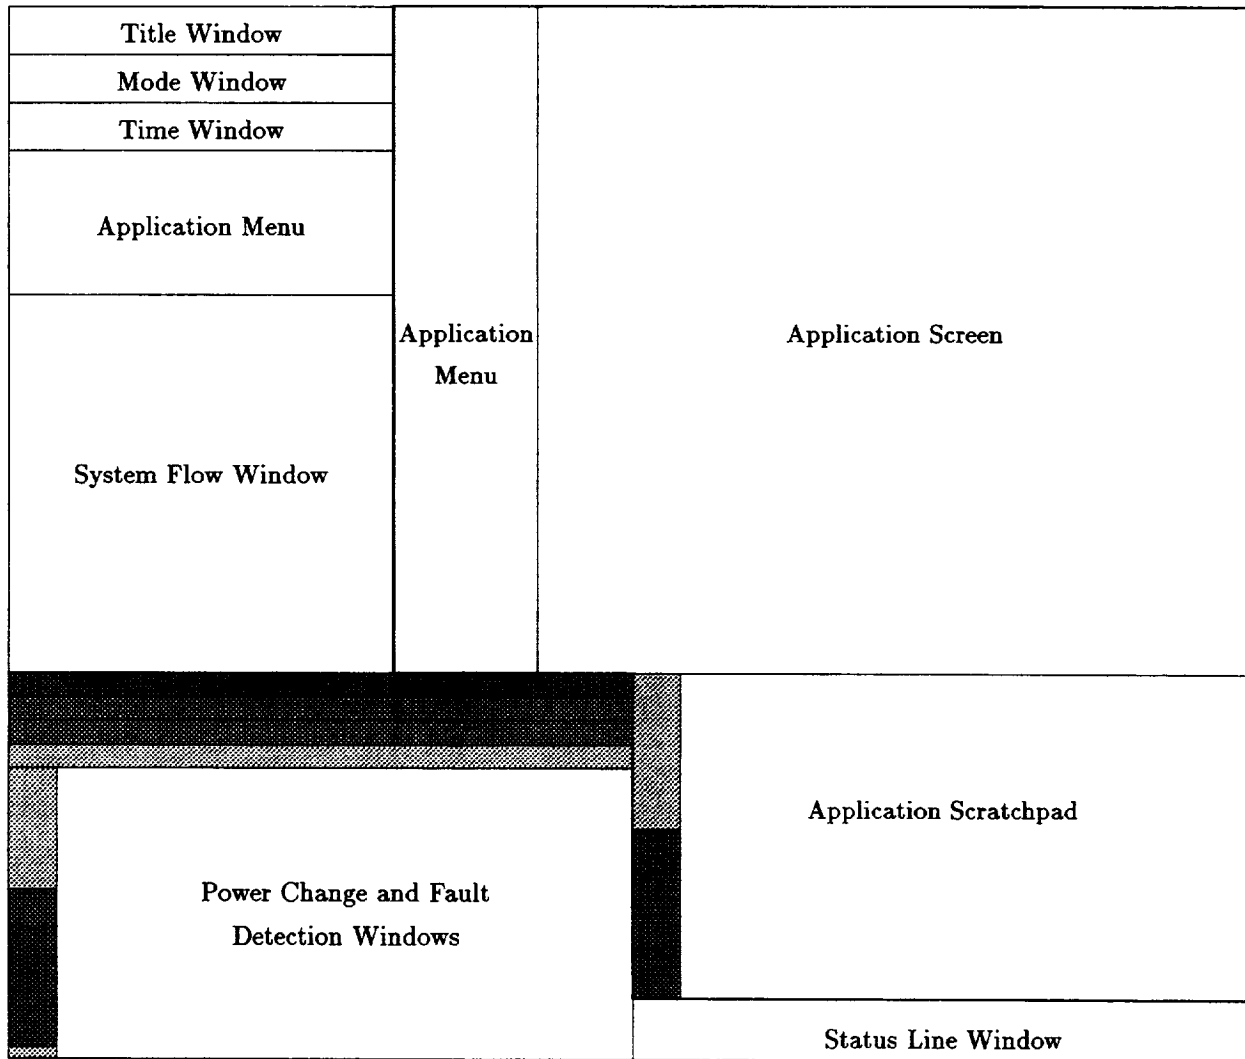 Title Window
Mode Window
Time Window
Application Menu
System Flow Window
Application
Menu
Application Screen
Power Change and Fault
Detection Windows
Application Scratchpad
Status Line Window